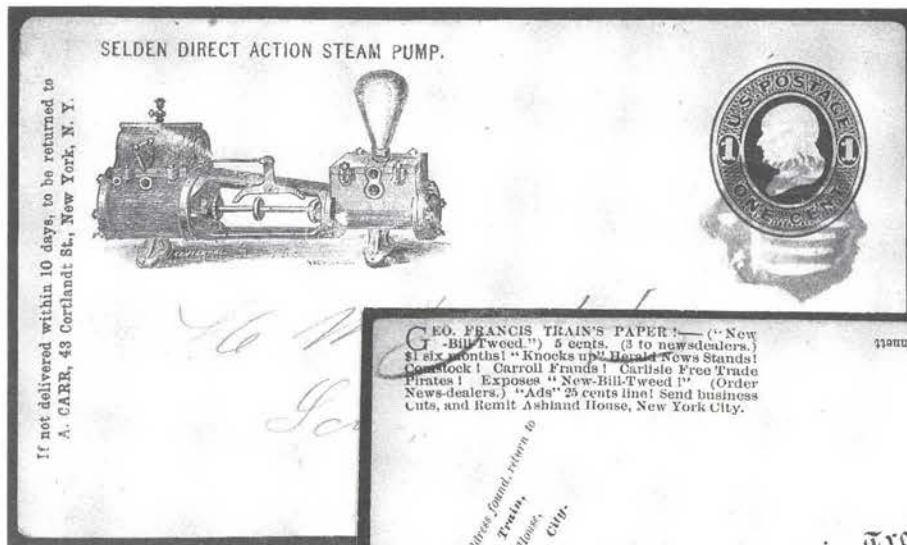 SELDEN DIRECT ACTION STEAM PUMP.
If not delivered within 10 days, to be returned to
A. CARR, 43 Cortlandt St., New York, N. Y.
U.S. POSTAGE
1 1
ONE CENT
GEO. FRANCIS TRAIN'S PAPER!—("New
-Bill-Tweed.") 5 cents. (3 to newsdealers.)
$1 six months! "Knocks up" Herald News Stands!
Comstock! Carroll Frauds! Carlisle Free Trade
Pirates! Exposes "New-Bill-Tweed!" (Order
News-dealers.) "Ads" 25 cents line! Send business
Cuts, and Remit Ashland House, New York City.
found, return to
Train,
House,
City.